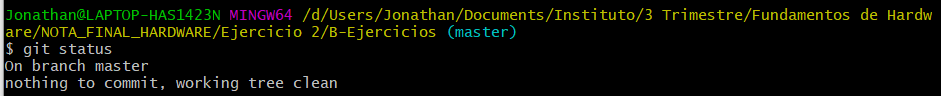 Jonathan@LAPTOP-HAS1423N MINGW64 /d/Users/Jonathan/Documents/Instituto/3 Trimestre/Fundamentos de Hardw
are/NOTA_FINAL_HARDWARE/Ejercicio 2/B-Ejercicios (master)
$ git status
On branch master
nothing to commit, working tree clean